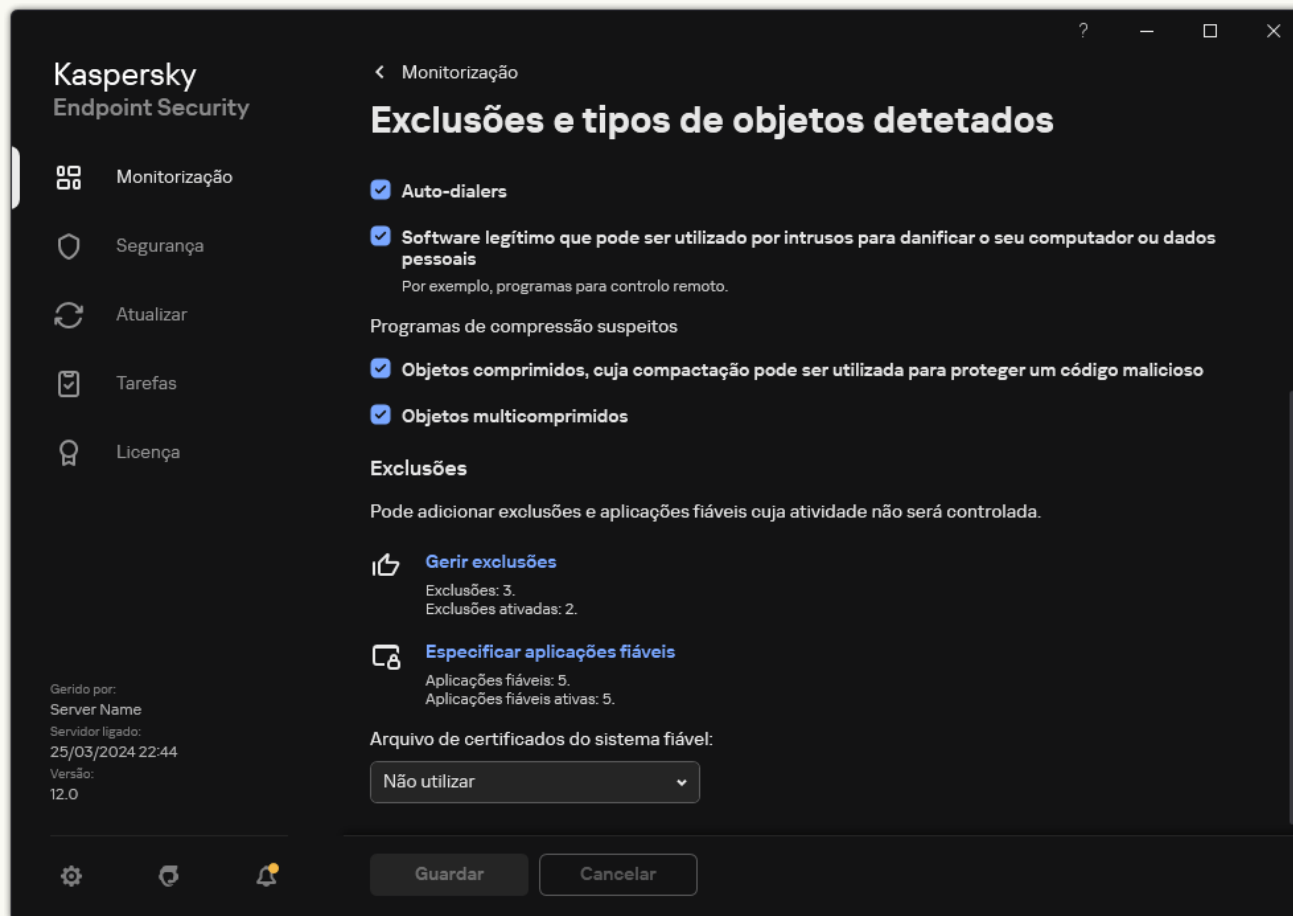 ?
Kaspersky
Endpoint Security
Monitorização
Segurança
Atualizar
Tarefas
Licença
Gerido por:
Server Name
Servidor ligado:
25/03/2024 22:44
Versão:
12.0
Monitorização
Exclusões e tipos de objetos detetados
Auto-dialers
Software legítimo que pode ser utilizado por intrusos para danificar o seu computador ou dados
pessoais
Por exemplo, programas para controlo remoto.
Programas de compressão suspeitos
Objetos comprimidos, cuja compactação pode ser utilizada para proteger um código malicioso
Objetos multicomprimidos
Exclusões
Pode adicionar exclusões e aplicações fiáveis cuja atividade não será controlada.
Gerir exclusões
Exclusões: 3.
Exclusões ativadas: 2.
Especificar aplicações fiáveis
Aplicações fiáveis: 5.
Aplicações fiáveis ativas: 5.
Arquivo de certificados do sistema fiável:
Não utilizar
Guardar
Cancelar